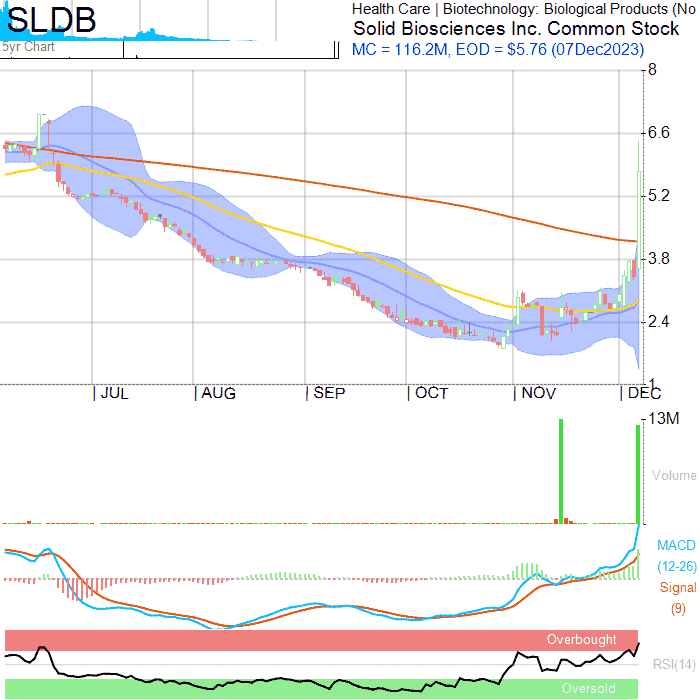 SLDB
Health Care | Biotechnology: Biological Products (No
Solid Biosciences Inc. Common Stock
MC = 116.2M, EOD = $5.76 (07Dec2023)
5yr Chart
8
6.6
5.2
3.8
2.4
1
JUL AUG SEP OCT NOV DEC
13M
Volume
MACD
(12-26)
Signal
(9)
Overbought
RSI(14)
Oversold